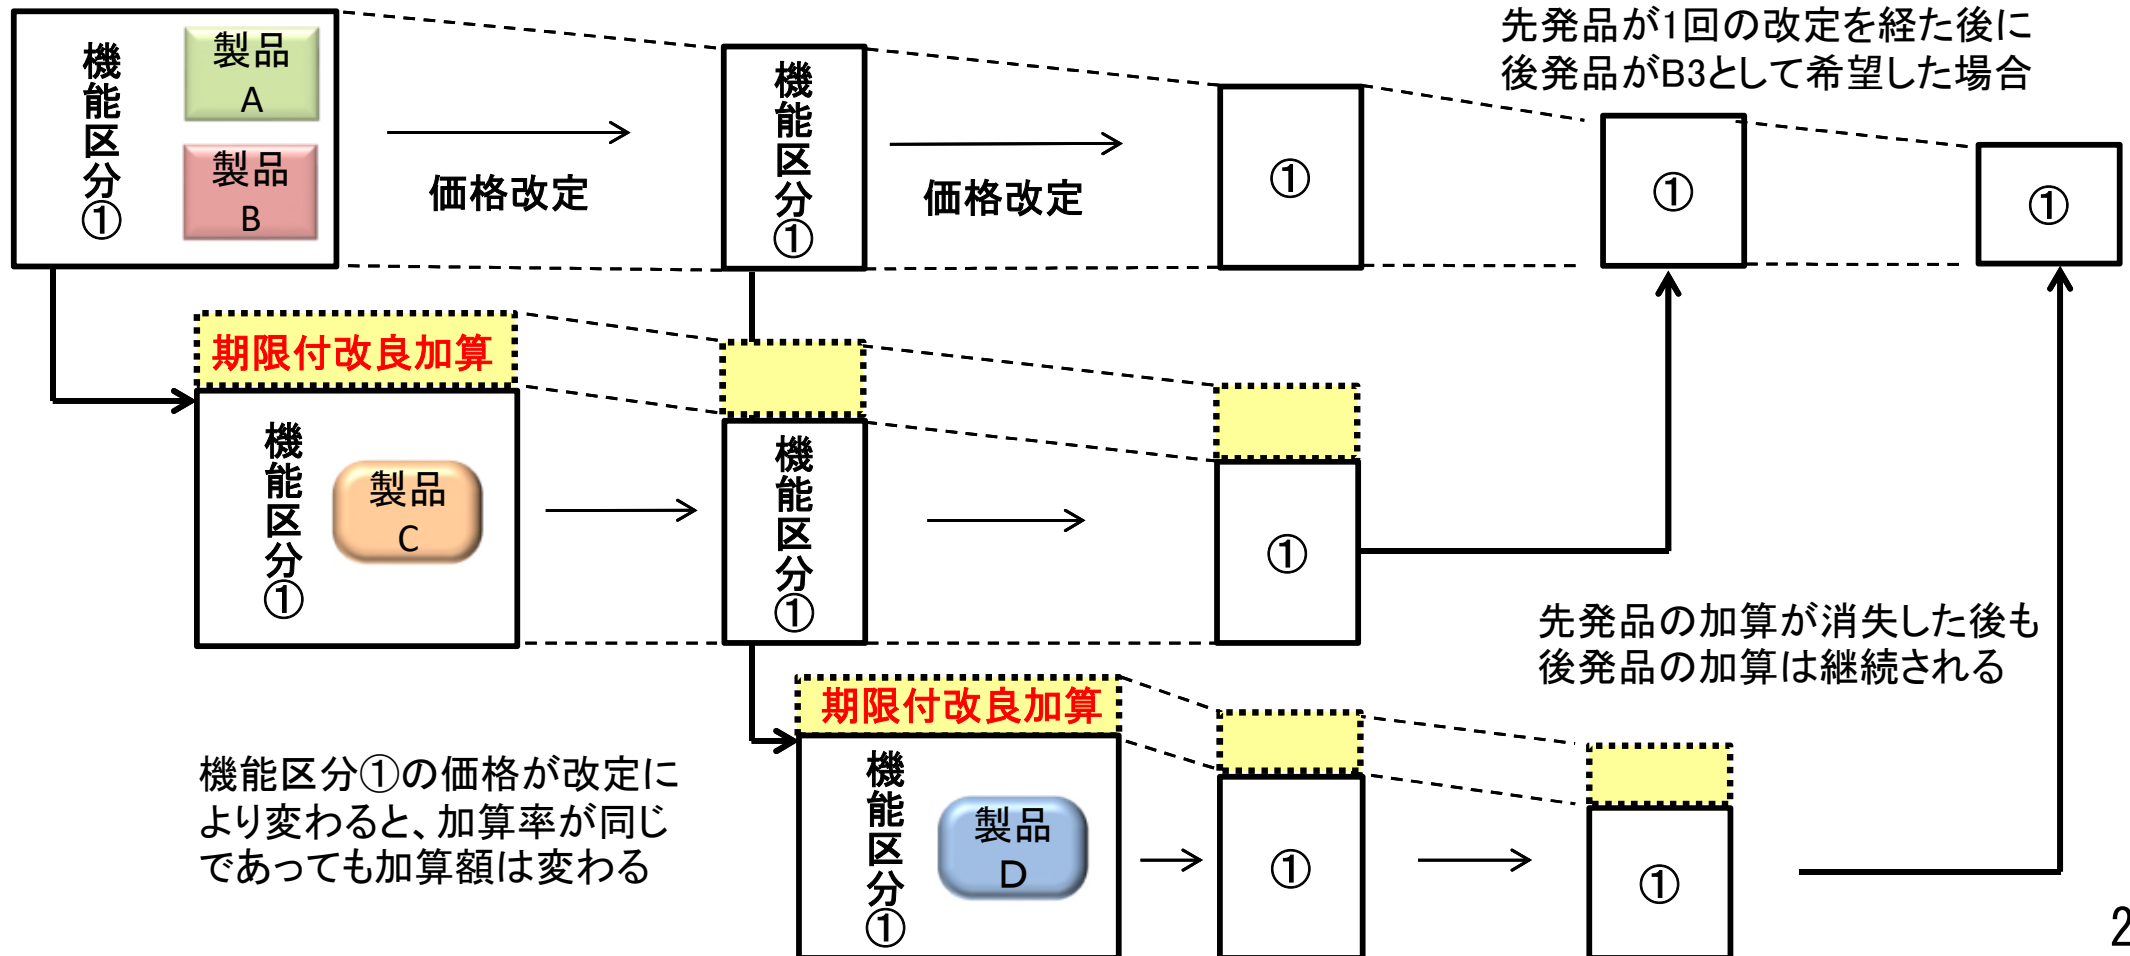 先発品が1回の改定を経た後に
後発品がB3として希望した場合
機能区分①
製品
A
製品
B
価格改定
機能区分①
価格改定
①
①
①
期限付改良加算
機能区分①
製品
C
機能区分①
①
先発品の加算が消失した後も
後発品の加算は継続される
期限付改良加算
機能区分①
製品
D
①
①
機能区分①の価格が改定に
より変わると、加算率が同じ
であっても加算額は変わる
2